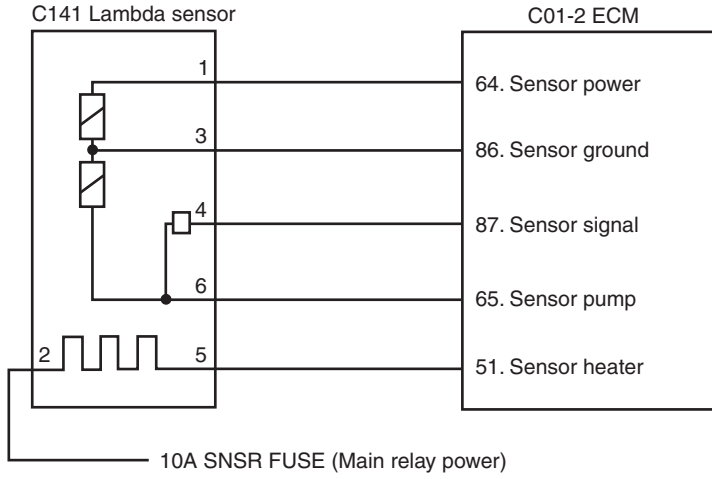 C141 Lambda sensor
C01-2 ECM
1
64. Sensor power
3
86. Sensor ground
4
87. Sensor signal
6
65. Sensor pump
2
5
51. Sensor heater
10A SNSR FUSE (Main relay power)